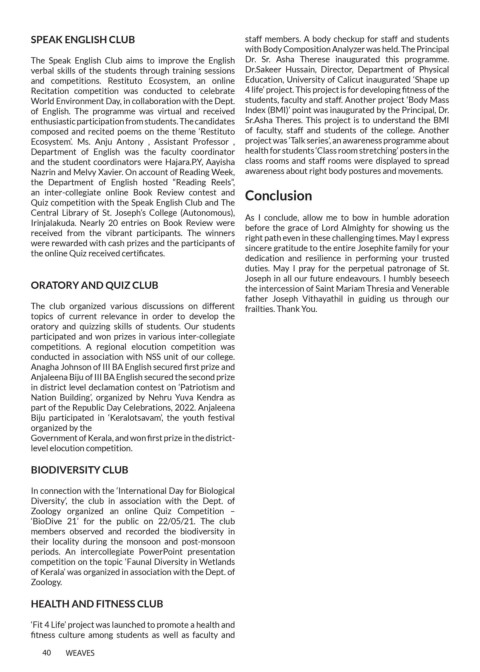 SPEAK ENGLISH CLUB
The Speak English Club aims to improve the English
verbal skills of the students through training sessions
and competitions. Restituto Ecosystem, an online
Recitation competition was conducted to celebrate
World Environment Day, in collaboration with the Dept.
of English. The programme was virtual and received
enthusiastic participation from students. The candidates
composed and recited poems on the theme ‘Restituto
Ecosystem’. Ms. Anju Antony , Assistant Professor ,
Department of English was the faculty coordinator
and the student coordinators were Hajara.P.Y, Aayisha
Nazrin and Melvy Xavier. On account of Reading Week,
the Department of English hosted “Reading Reels”,
an inter-collegiate online Book Review contest and
Quiz competition with the Speak English Club and The
Central Library of St. Joseph’s College (Autonomous),
Irinjalakuda. Nearly 20 entries on Book Review were
received from the vibrant participants. The winners
were rewarded with cash prizes and the participants of
the online Quiz received certificates.
ORATORY AND QUIZ CLUB
The club organized various discussions on different
topics of current relevance in order to develop the
oratory and quizzing skills of students. Our students
participated and won prizes in various inter-collegiate
competitions. A regional elocution competition was
conducted in association with NSS unit of our college.
Anagha Johnson of III BA English secured first prize and
Anjaleena Biju of III BA English secured the second prize
in district level declamation contest on ‘Patriotism and
Nation Building’, organized by Nehru Yuva Kendra as
part of the Republic Day Celebrations, 2022. Anjaleena
Biju participated in ‘Keralotsavam’, the youth festival
organized by the
Government of Kerala, and won first prize in the district-
level elocution competition.
BIODIVERSITY CLUB
In connection with the ‘International Day for Biological
Diversity’, the club in association with the Dept. of
Zoology organized an online Quiz Competition –
‘BioDive 21’ for the public on 22/05/21. The club
members observed and recorded the biodiversity in
their locality during the monsoon and post-monsoon
periods. An intercollegiate PowerPoint presentation
competition on the topic ‘Faunal Diversity in Wetlands
of Kerala’ was organized in association with the Dept. of
Zoology.
HEALTH AND FITNESS CLUB
‘Fit 4 Life’ project was launched to promote a health and
fitness culture among students as well as faculty and
staff members. A body checkup for staff and students
with Body Composition Analyzer was held. The Principal
Dr. Sr. Asha Therese inaugurated this programme.
Dr.Sakeer Hussain, Director, Department of Physical
Education, University of Calicut inaugurated ‘Shape up
4 life’ project. This project is for developing fitness of the
students, faculty and staff. Another project ‘Body Mass
Index (BMI)’ point was inaugurated by the Principal, Dr.
Sr.Asha Theres. This project is to understand the BMI
of faculty, staff and students of the college. Another
project was ‘Talk series’, an awareness programme about
health for students ‘Class room stretching’ posters in the
class rooms and staff rooms were displayed to spread
awareness about right body postures and movements.
Conclusion
As I conclude, allow me to bow in humble adoration
before the grace of Lord Almighty for showing us the
right path even in these challenging times. May I express
sincere gratitude to the entire Josephite family for your
dedication and resilience in performing your trusted
duties. May I pray for the perpetual patronage of St.
Joseph in all our future endeavours. I humbly beseech
the intercession of Saint Mariam Thresia and Venerable
father Joseph Vithayathil in guiding us through our
frailties. Thank You.
40 WEAVES